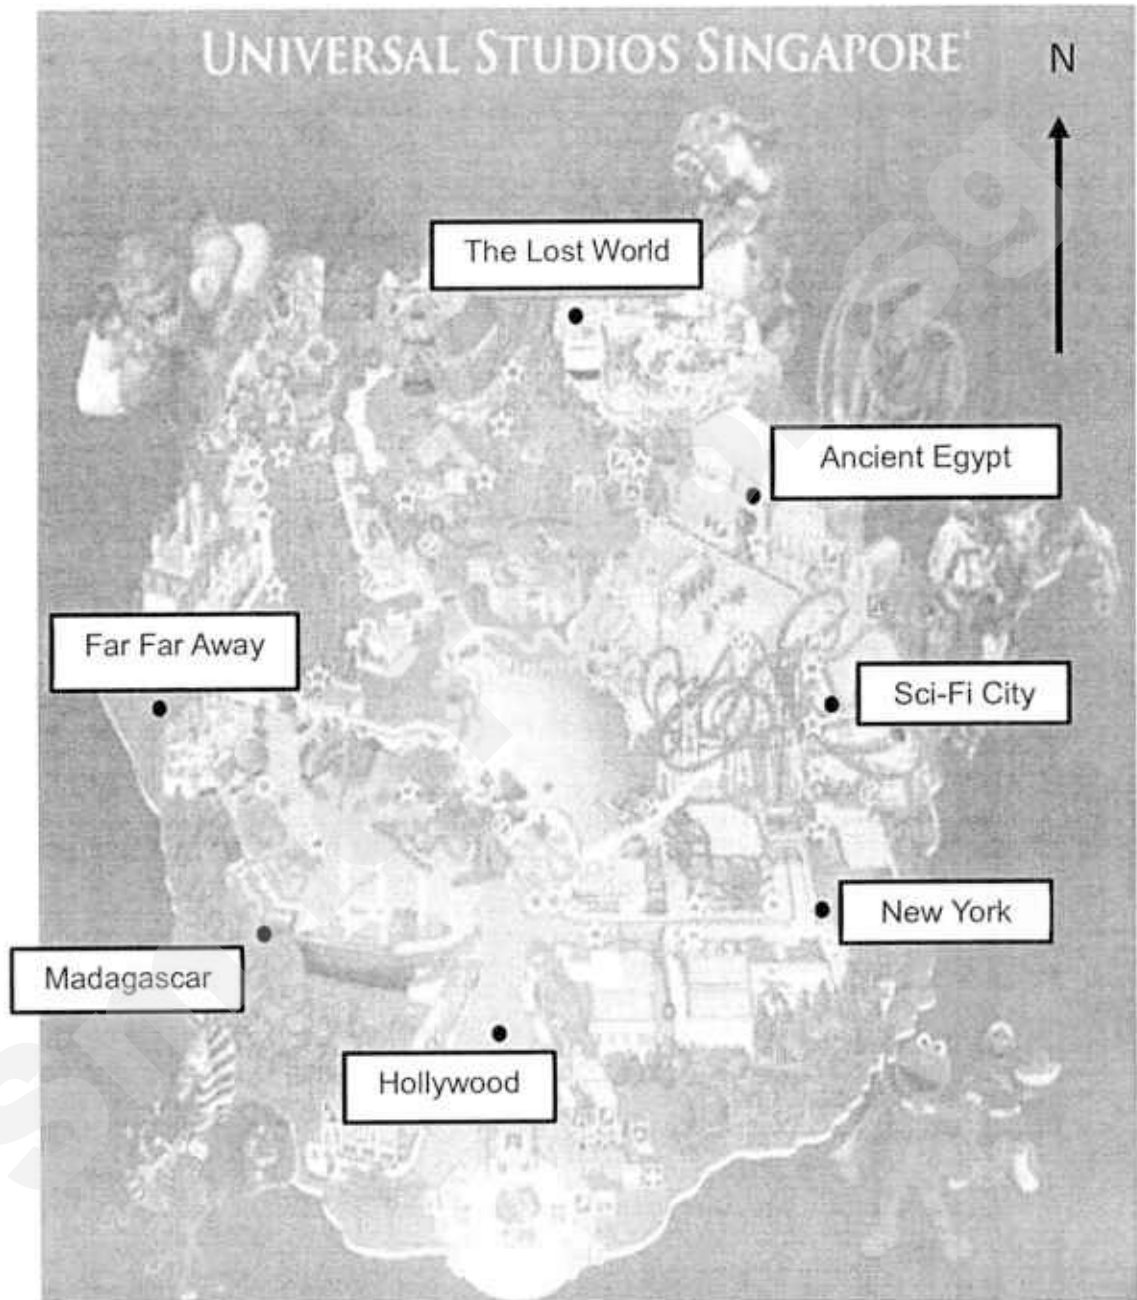 UNIVERSAL STUDIOS SINGAPORE
N
The Lost World
Ancient Egypt
Far Far Away
Sci-Fi City
New York
Madagascar
Hollywood